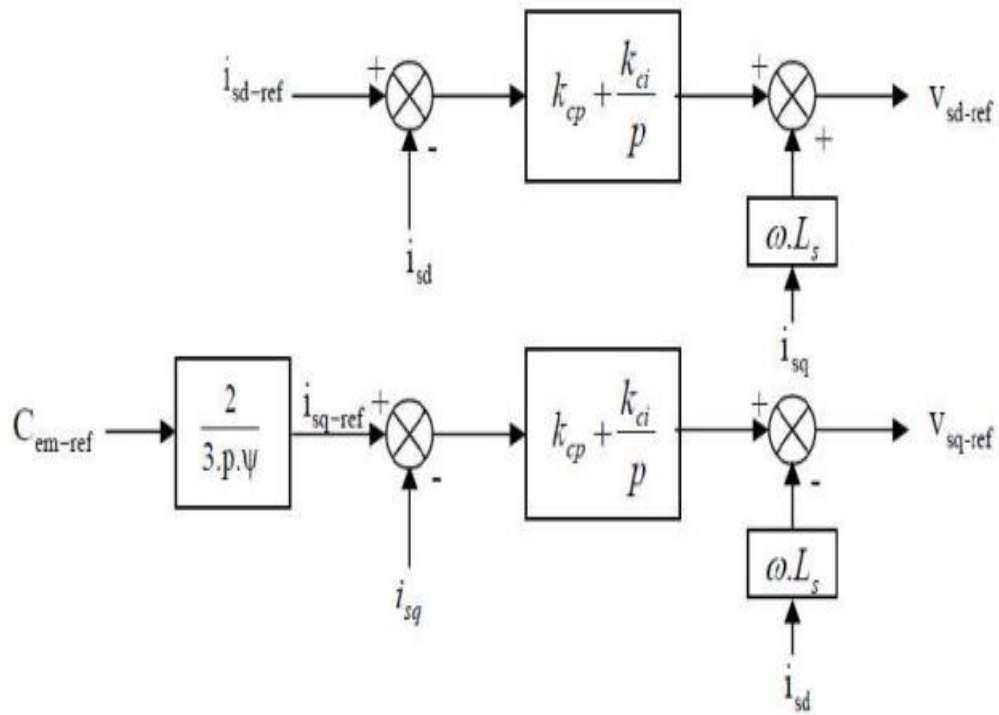 i_sd-ref + - k_cp + k_ci / p + + V_sd-ref
i_sd
ω.L_s
i_sq
C_em-ref 2 / 3.p.ψ i_sq-ref + - k_cp + k_ci / p + - V_sq-ref
i_sq
ω.L_s
i_sd